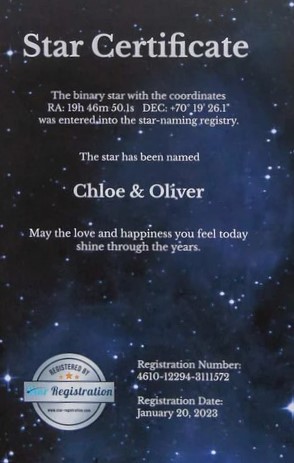 Star Certificate
The binary star with the coordinates
RA: 19h 46m 50.1s DEC: +70° 19' 26.1"
was entered into the star-naming registry.
The star has been named
Chloe & Oliver
May the love and happiness you feel today
shine through the years.
REGISTERED BY
Registration
www.star-registration.com
Registration Number:
4610-12294-3111572
Registration Date:
January 20, 2023